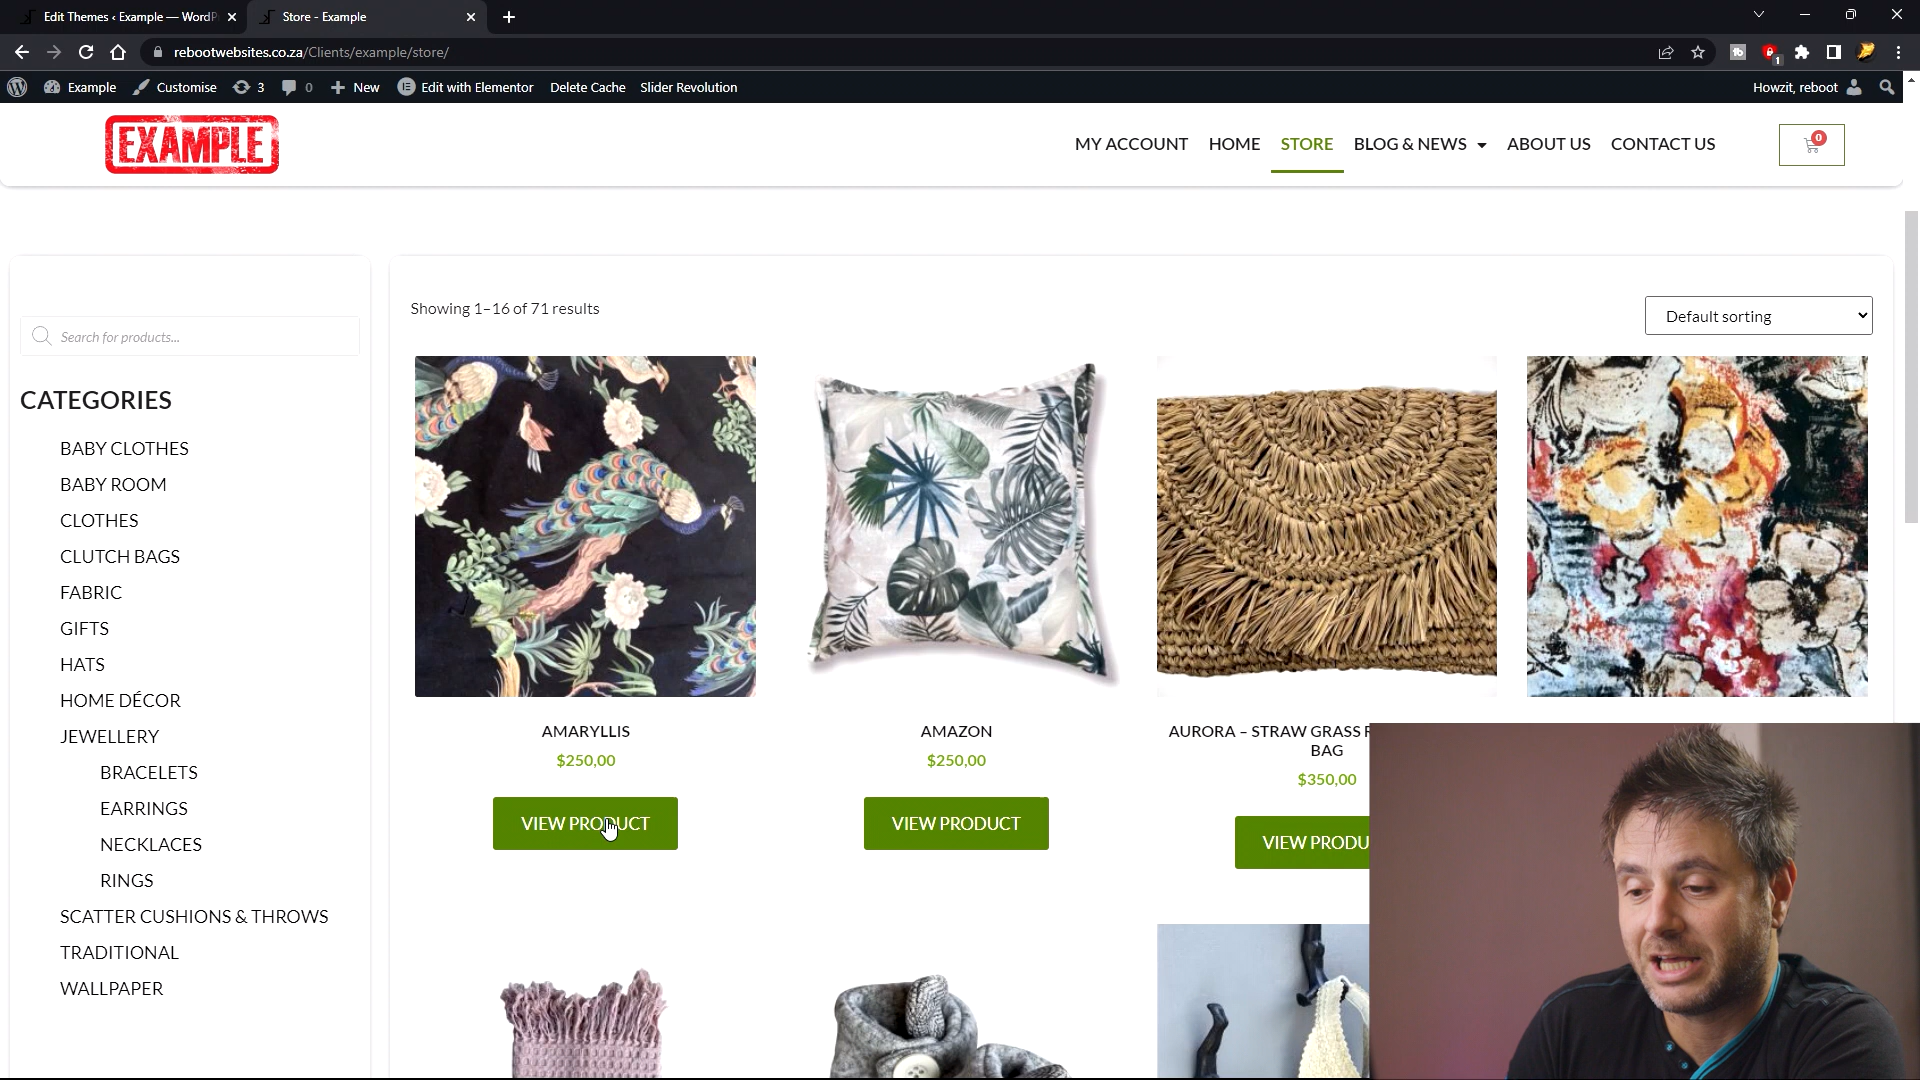 Edit Themes ‹ Example — WordP
Store - Example
rebootwebsites.co.za/Clients/example/store/
1
Example
Customise
3
0
New
Edit with Elementor
Delete Cache
Slider Revolution
Howzit, reboot
EXAMPLE
MY ACCOUNT
HOME
STORE
BLOG & NEWS
ABOUT US
CONTACT US
0
Search for products...
CATEGORIES
BABY CLOTHES
BABY ROOM
CLOTHES
CLUTCH BAGS
FABRIC
GIFTS
HATS
HOME DÉCOR
JEWELLERY
BRACELETS
EARRINGS
NECKLACES
RINGS
SCATTER CUSHIONS & THROWS
TRADITIONAL
WALLPAPER
Showing 1–16 of 71 results
Default sorting
AMARYLLIS
$250,00
VIEW PRODUCT
AMAZON
$250,00
VIEW PRODUCT
AURORA – STRAW GRASS
BAG
$350,00
VIEW PRODU